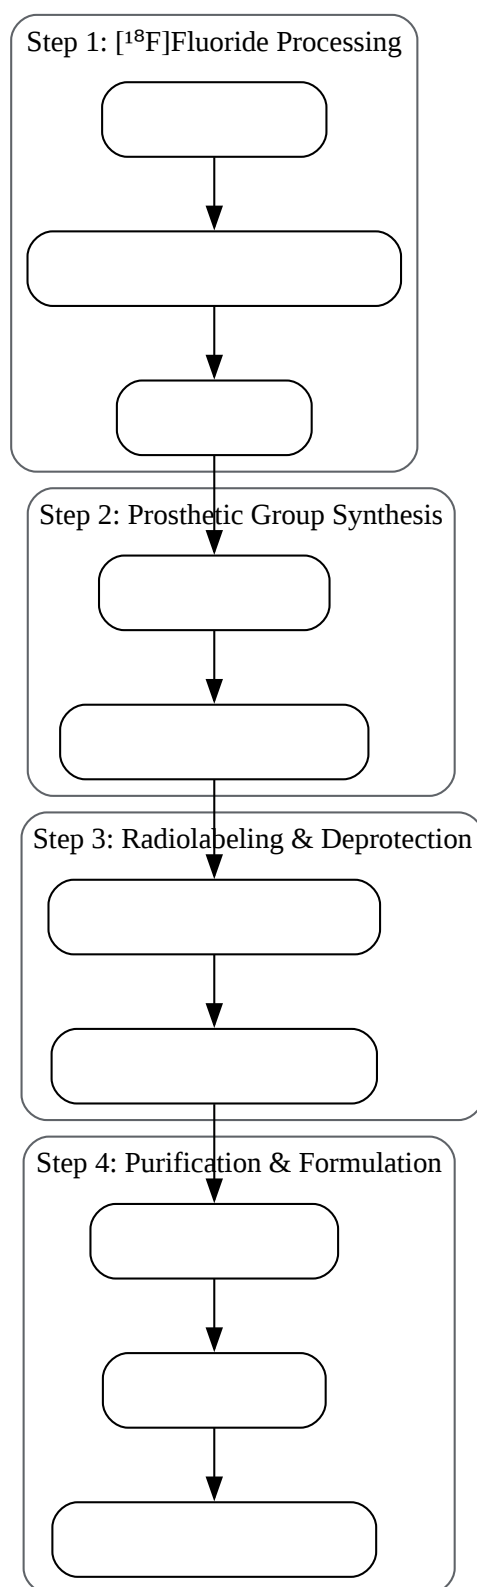 Step 1: [¹⁸F]Fluoride Processing
Step 2: Prosthetic Group Synthesis
Step 3: Radiolabeling & Deprotection
Step 4: Purification & Formulation